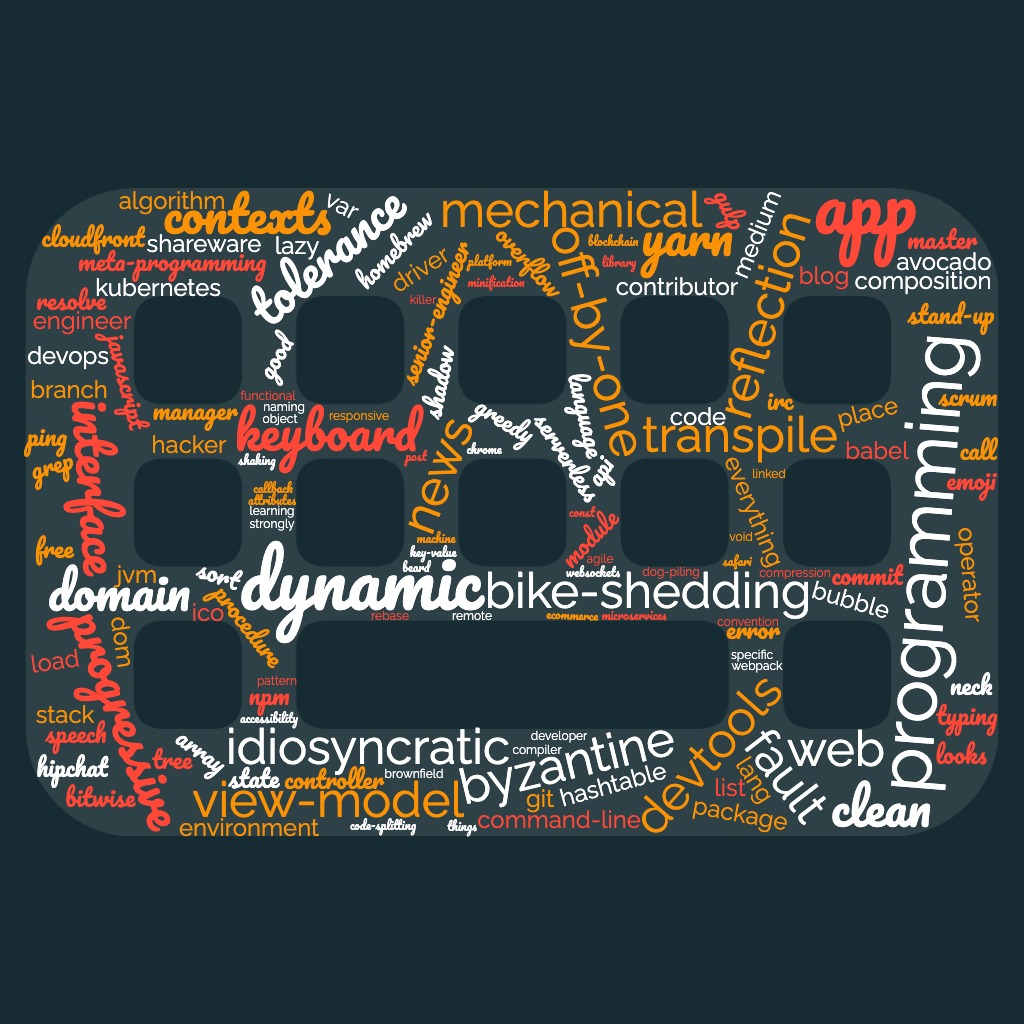 algorithm
contexts
var
tolerance
mechanical
medium
app
cloudfront
shareware
lazy
homebrew
overflow
off-by-one
blockchain
yarn
reflection
master
meta-programming
driver
platform
library
blog
avocado
kubernetes
senior-engineer
minification
contributor
composition
resolve
killer
engineer
stand-up
devops
javascript
good
shadow
programming
branch
functional
language
irc
scrum
manager
naming
object
responsive
greedy
code
place
interface
keyboard
serverless
transpile
ping
hacker
post
chrome
api
babel
call
grep
shaking
news
everything
linked
emoji
callback
attributes
learning
strongly
const
module
free
machine
key-value
beard
agile
void
safari
operator
jvm
sort
websockets
dog-piling
compression
commit
domain
dynamic
bike-shedding
bubble
ico
procedure
rebase
remote
ecommerce
microservices
convention
error
dom
progressive
load
specific
webpack
pattern
npm
accessibility
neck
stack
speech
typing
hipchat
tree
array
idiosyncratic
developer
compiler
byzantine
devtools
fault
web
looks
state
controller
brownfield
lang
bitwise
view-model
git
hashtable
list
package
clean
environment
code-splitting
things
command-line